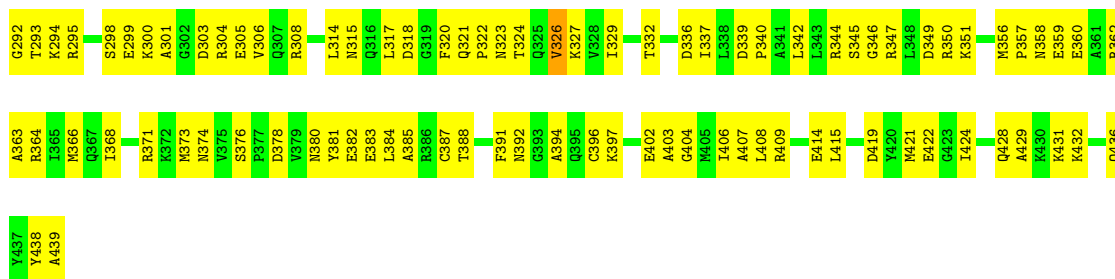 G292 T293 K294 R295 S298 E299 K300 A301 G302 D303 R304 E305 V306 Q307 R308 L314 N315 Q316 L317 D318 G319 F320 Q321 P322 N323 T324 Q325 V326 K327 V328 I329 T332 D336 I337 L338 D339 P340 A341 L342 L343 R344 S345 G346 R347 L348 D349 R350 K351 M356 P357 N358 E359 E360 A361 R362
A363 R364 I365 M366 Q367 I368 R371 K372 M373 N374 V375 S376 P377 D378 V379 N380 Y381 E382 E383 L384 A385 R386 C387 T388 F391 N392 G393 A394 Q395 C396 K397 E402 A403 G404 M405 I406 A407 L408 R409 E414 L415 D419 Y420 M421 E422 G423 I424 Q428 A429 K430 K431 K432
Y437 Y438 A439